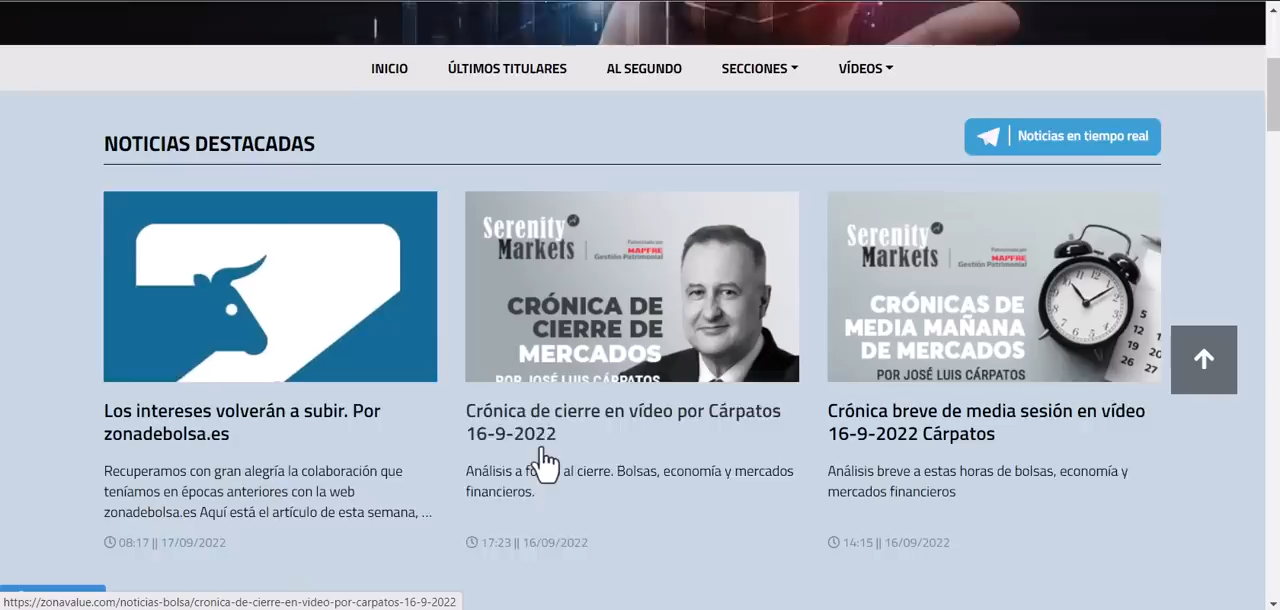 INICIO
ÚLTIMOS TITULARES
AL SEGUNDO
SECCIONES
VÍDEOS
NOTICIAS DESTACADAS
Noticias en tiempo real
Serenity
Markets
Patrocinado por
MAPFRE
Gestión Patrimonial
CRÓNICA DE
CIERRE DE
MERCADOS
POR JOSÉ LUIS CÁRPATOS
Serenity
Markets
Patrocinado por
MAPFRE
Gestión Patrimonial
CRÓNICAS DE
MEDIA MAÑANA
DE MERCADOS
POR JOSÉ LUIS CÁRPATOS
5
12
19
20
26
27
Los intereses volverán a subir. Por
zonadebolsa.es
Recuperamos con gran alegría la colaboración que
teníamos en épocas anteriores con la web
zonadebolsa.es Aquí está el artículo de esta semana, ...
08:17 || 17/09/2022
Crónica de cierre en vídeo por Cárpatos
16-9-2022
Análisis a al cierre. Bolsas, economía y mercados
financieros.
17:23 || 16/09/2022
Crónica breve de media sesión en vídeo
16-9-2022 Cárpatos
Análisis breve a estas horas de bolsas, economía y
mercados financieros
14:15 || 16/09/2022
https://zonavalue.com/noticias-bolsa/cronica-de-cierre-en-video-por-carpatos-16-9-2022